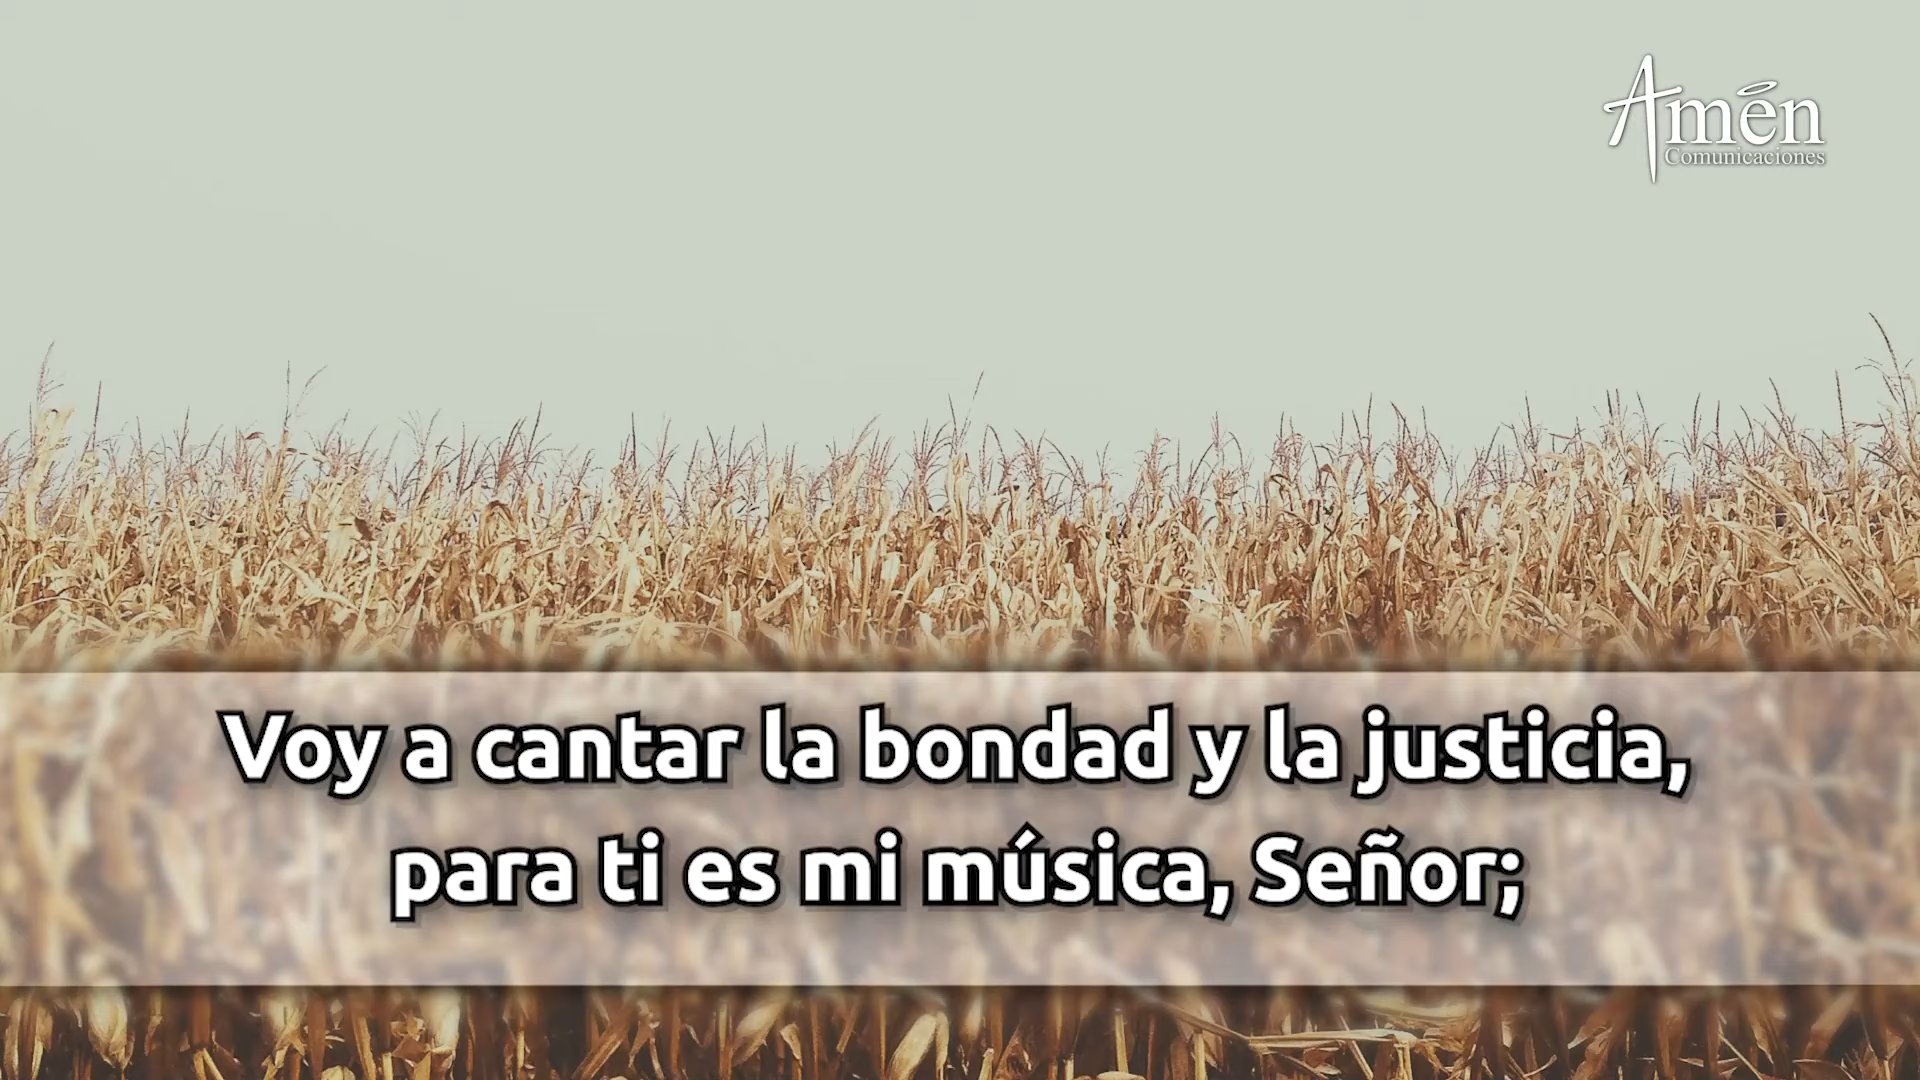 Amén
Comunicaciones
Voy a cantar la bondad y la justicia,
para ti es mi música, Señor;